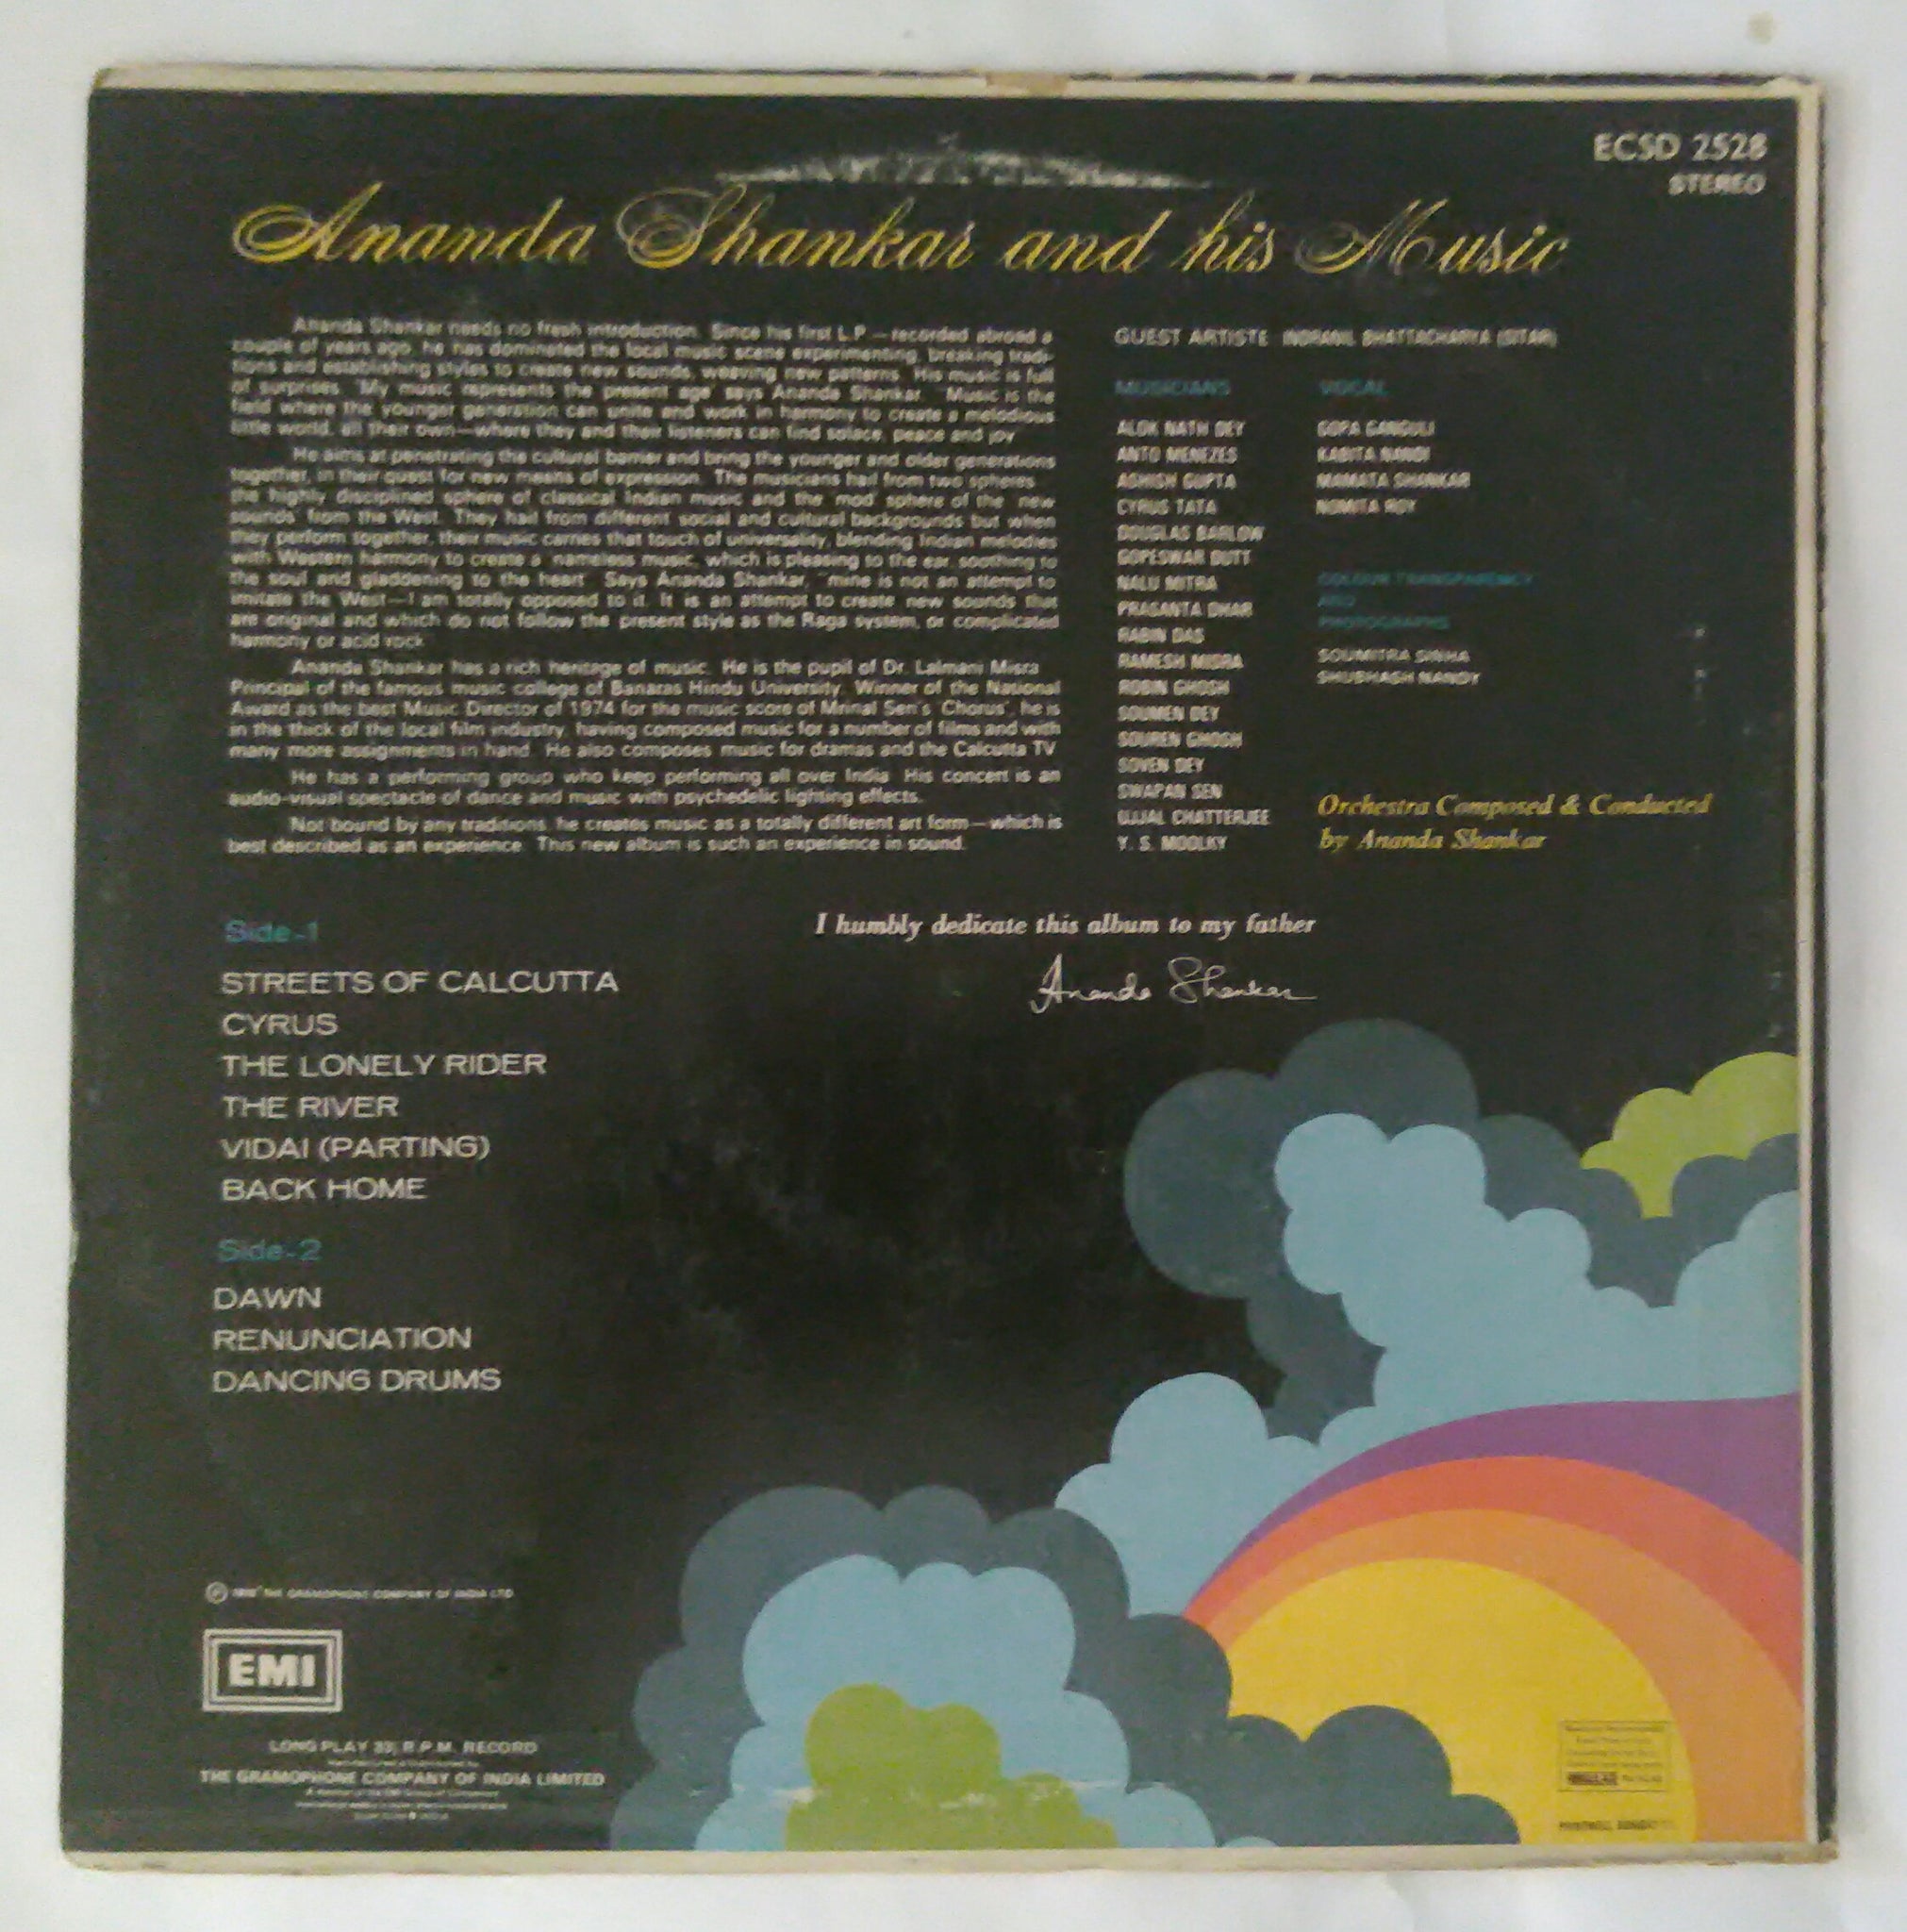 ECSD 2528
STEREO
Ananda Shankar and his Music
Ananda Shankar needs no fresh introduction. Since his first L.P.—recorded abroad a
couple of years ago, he has dominated the local music scene experimenting, breaking tradi-
tions and establishing styles to create new sounds, weaving new patterns. His music is full
of surprises. "My music represents the present age" says Ananda Shankar. "Music is the
field where the younger generation can unite and work in harmony to create a melodious
little world, all their own—where they and their listeners can find solace, peace and joy"
He aims at penetrating the cultural barrier and bring the younger and older generations
together, in their quest for new means of expression. The musicians hail from two spheres
the highly disciplined sphere of classical Indian music and the 'mod' sphere of the 'new
sounds' from the West. They hail from different social and cultural backgrounds but when
they perform together, their music carries that touch of universality, blending Indian melodies
with Western harmony to create a 'nameless music, which is pleasing to the ear, soothing to
the soul and gladdening to the heart'. Says Ananda Shankar, "mine is not an attempt to
imitate the West—I am totally opposed to it. It is an attempt to create new sounds that
are original and which do not follow the present style as the Raga system, or complicated
harmony or acid rock"
Ananda Shankar has a rich heritage of music. He is the pupil of Dr. Lalmani Misra
Principal of the famous music college of Banaras Hindu University. Winner of the National
Award as the best Music Director of 1974 for the music score of Mrinal Sen's 'Chorus', he is
in the thick of the local film industry, having composed music for a number of films and with
many more assignments in hand. He also composes music for dramas and the Calcutta TV
He has a performing group who keep performing all over India. His concert is an
audio-visual spectacle of dance and music with psychedelic lighting effects.
Not bound by any traditions, he creates music as a totally different art form—which is
best described as an experience. This new album is such an experience in sound.
GUEST ARTISTE INDRANIL BHATTACHARYA (SITAR)
MUSICIANS
ALOK NATH DEY
ANTO MENEZES
ASHISH GUPTA
CYRUS TATA
DOUGLAS BARLOW
GOPESWAR DUTT
NALU MITRA
PRASANTA DHAR
RABIN DAS
RAMESH MISRA
ROBIN GHOSH
SOUMEN DEY
SOUREN GHOSH
SOVEN DEY
SWAPAN SEN
UJJAL CHATTERJEE
Y. S. MOOLKY
VOCAL
GOPA GANGULI
KABITA NANDI
MAMATA SHANKAR
NOMITA ROY
COLOUR TRANSPARENCY
AND
PHOTOGRAPHS
SOUMITRA SINHA
SHUBHASH NANDY
Orchestra Composed & Conducted
by Ananda Shankar
I humbly dedicate this album to my father
Ananda Shankar
Side-1
STREETS OF CALCUTTA
CYRUS
THE LONELY RIDER
THE RIVER
VIDAI (PARTING)
BACK HOME
Side-2
DAWN
RENUNCIATION
DANCING DRUMS
THE GRAMOPHONE COMPANY OF INDIA LTD
EMI
LONG PLAY 33⅓ R.P.M. RECORD
THE GRAMOPHONE COMPANY OF INDIA LIMITED